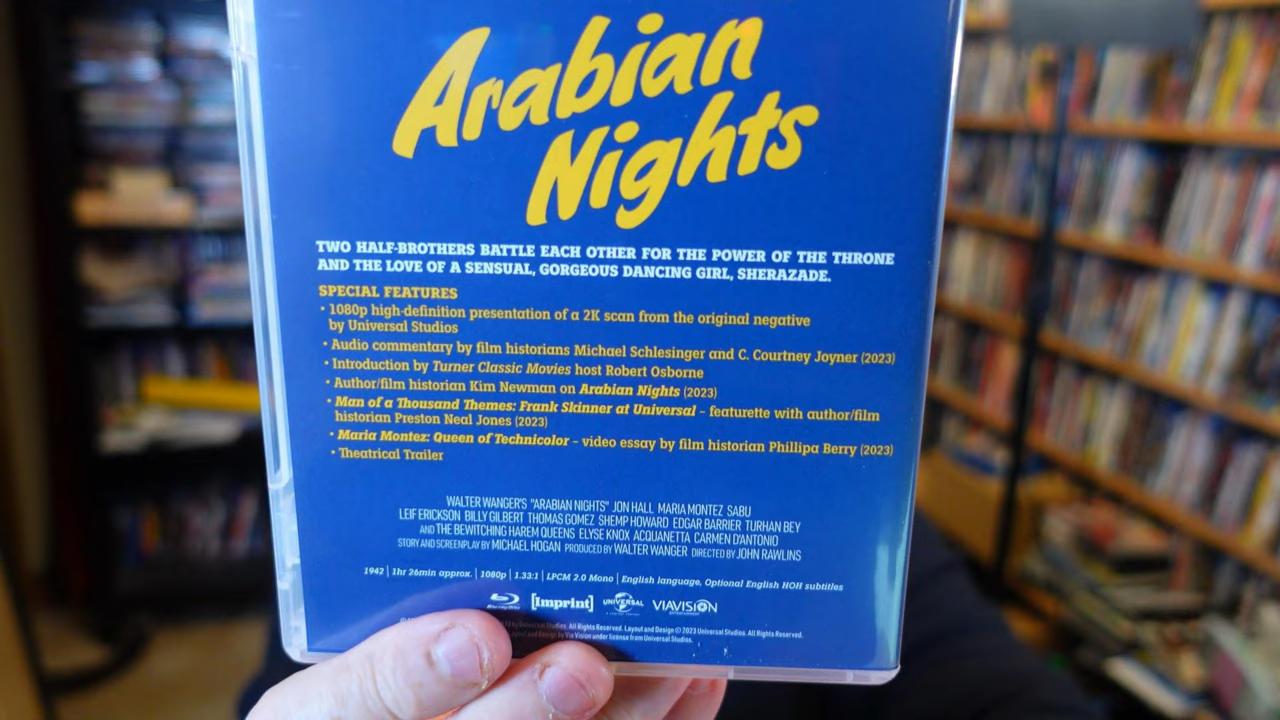 Arabian
Nights
TWO HALF-BROTHERS BATTLE EACH OTHER FOR THE POWER OF THE THRONE
AND THE LOVE OF A SENSUAL, GORGEOUS DANCING GIRL, SHERAZADE.
SPECIAL FEATURES
• 1080p high-definition presentation of a 2K scan from the original negative
by Universal Studios
• Audio commentary by film historians Michael Schlesinger and C. Courtney Joyner (2023)
• Introduction by Turner Classic Movies host Robert Osborne
• Author/film historian Kim Newman on Arabian Nights (2023)
• Man of a Thousand Themes: Frank Skinner at Universal – featurette with author/film
historian Preston Neal Jones (2023)
• Maria Montez: Queen of Technicolor – video essay by film historian Phillipa Berry (2023)
• Theatrical Trailer
WALTER WANGER'S "ARABIAN NIGHTS" JON HALL MARIA MONTEZ SABU
LEIF ERICKSON BILLY GILBERT THOMAS GOMEZ SHEMP HOWARD EDGAR BARRIER TURHAN BEY
AND THE BEWITCHING HAREM QUEENS ELYSE KNOX ACQUANETTA CARMEN D'ANTONIO
STORY AND SCREENPLAY BY MICHAEL HOGAN PRODUCED BY WALTER WANGER DIRECTED BY JOHN RAWLINS
1942 | 1hr 26min approx. | 1080p | 1.33:1 | LPCM 2.0 Mono | English language, Optional English HOH subtitles
Blu-ray Disc [Imprint] UNIVERSAL VIAVISION ENTERTAINMENT
by Universal Studios. All Rights Reserved. Layout and Design © 2023 Universal Studios. All Rights Reserved.
and Design by Via Vision under license from Universal Studios.